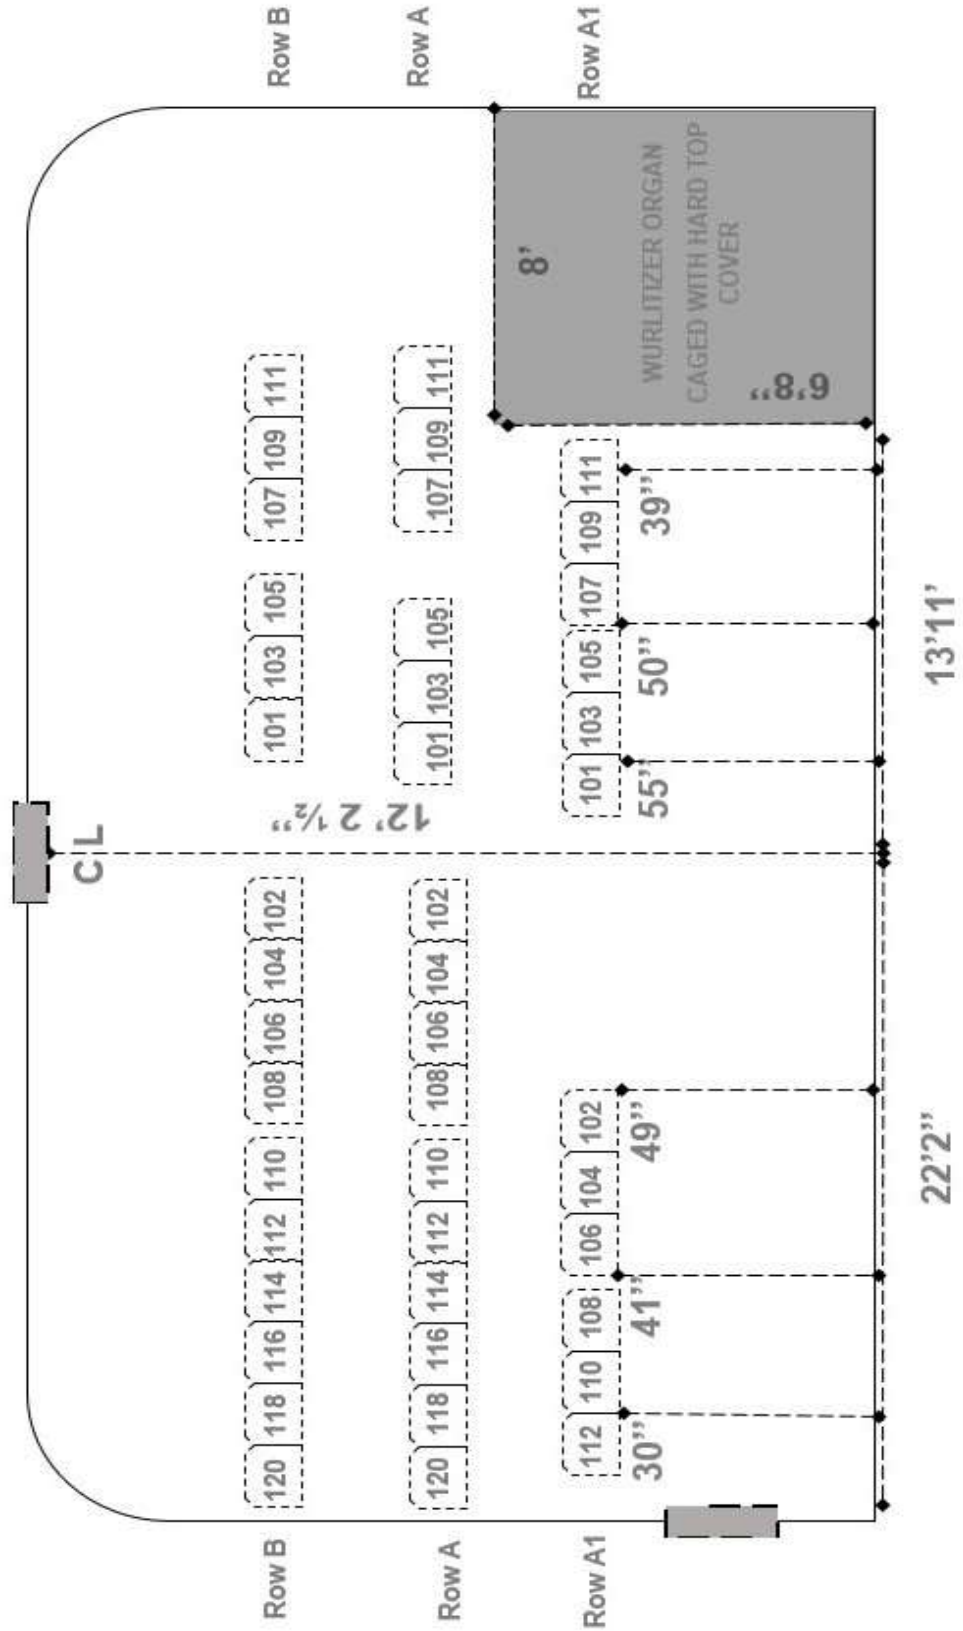 Row B
120 118 116 114 112 110 108 106 104 102
101 103 105
107 109 111
Row B
Row A
120 118 116 114 112 110 108 106 104 102
101 103 105
107 109 111
Row A
Row A1
112 110 108
106 104 102
101 103 105 107 109 111
Row A1
C L
12' 2 ½"
30”
41”
49”
55”
50”
39”
8'
WURLITIZER ORGAN
CAGED WITH HARD TOP
COVER
6'8"
22’2”
13'11'